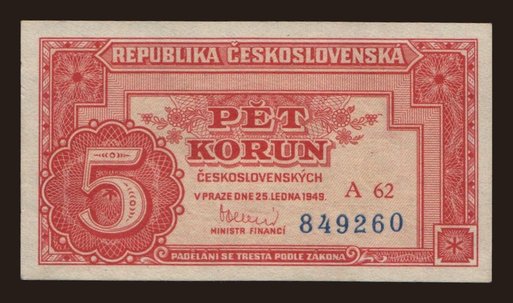 REPUBLIKA ČESKOSLOVENSKÁ
PĚT
KORUN
ČESKOSLOVENSKÝCH
V PRAZE DNE 25. LEDNA 1949.
A 62
5
849260
MINISTR FINANCÍ
PADĚLÁNÍ SE TRESTÁ PODLE ZÁKONA